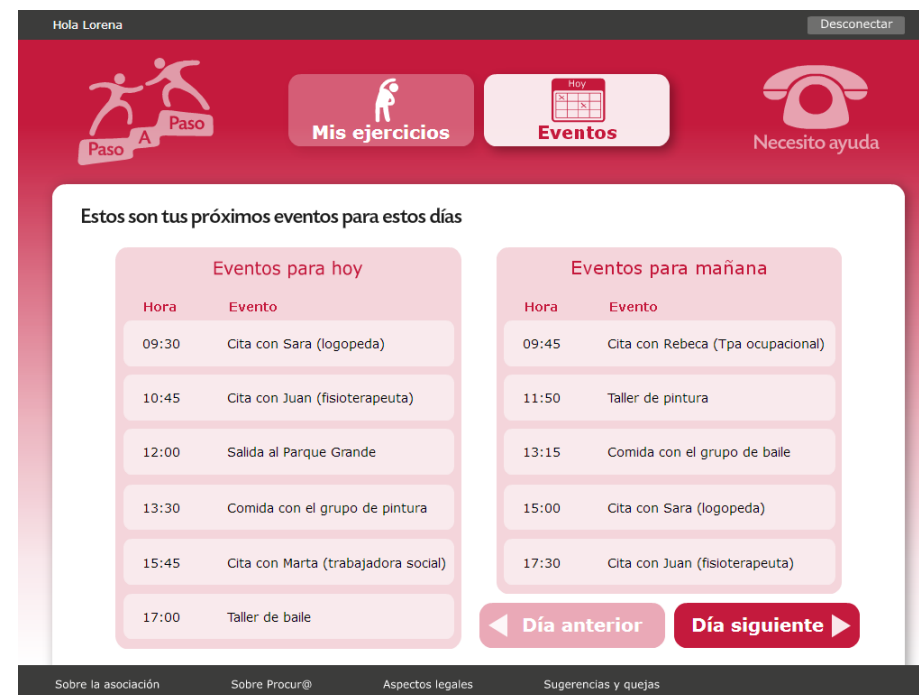 Hola Lorena
Desconectar
Paso A Paso
Mis ejercicios
Hoy
Eventos
Necesito ayuda
Estos son tus próximos eventos para estos días
Eventos para hoy
Hora Evento
09:30 Cita con Sara (logopeda)
10:45 Cita con Juan (fisioterapeuta)
12:00 Salida al Parque Grande
13:30 Comida con el grupo de pintura
15:45 Cita con Marta (trabajadora social)
17:00 Taller de baile
Eventos para mañana
Hora Evento
09:45 Cita con Rebeca (Tpa ocupacional)
11:50 Taller de pintura
13:15 Comida con el grupo de baile
15:00 Cita con Sara (logopeda)
17:30 Cita con Juan (fisioterapeuta)
Día anterior
Día siguiente
Sobre la asociación Sobre Procur@ Aspectos legales Sugerencias y quejas